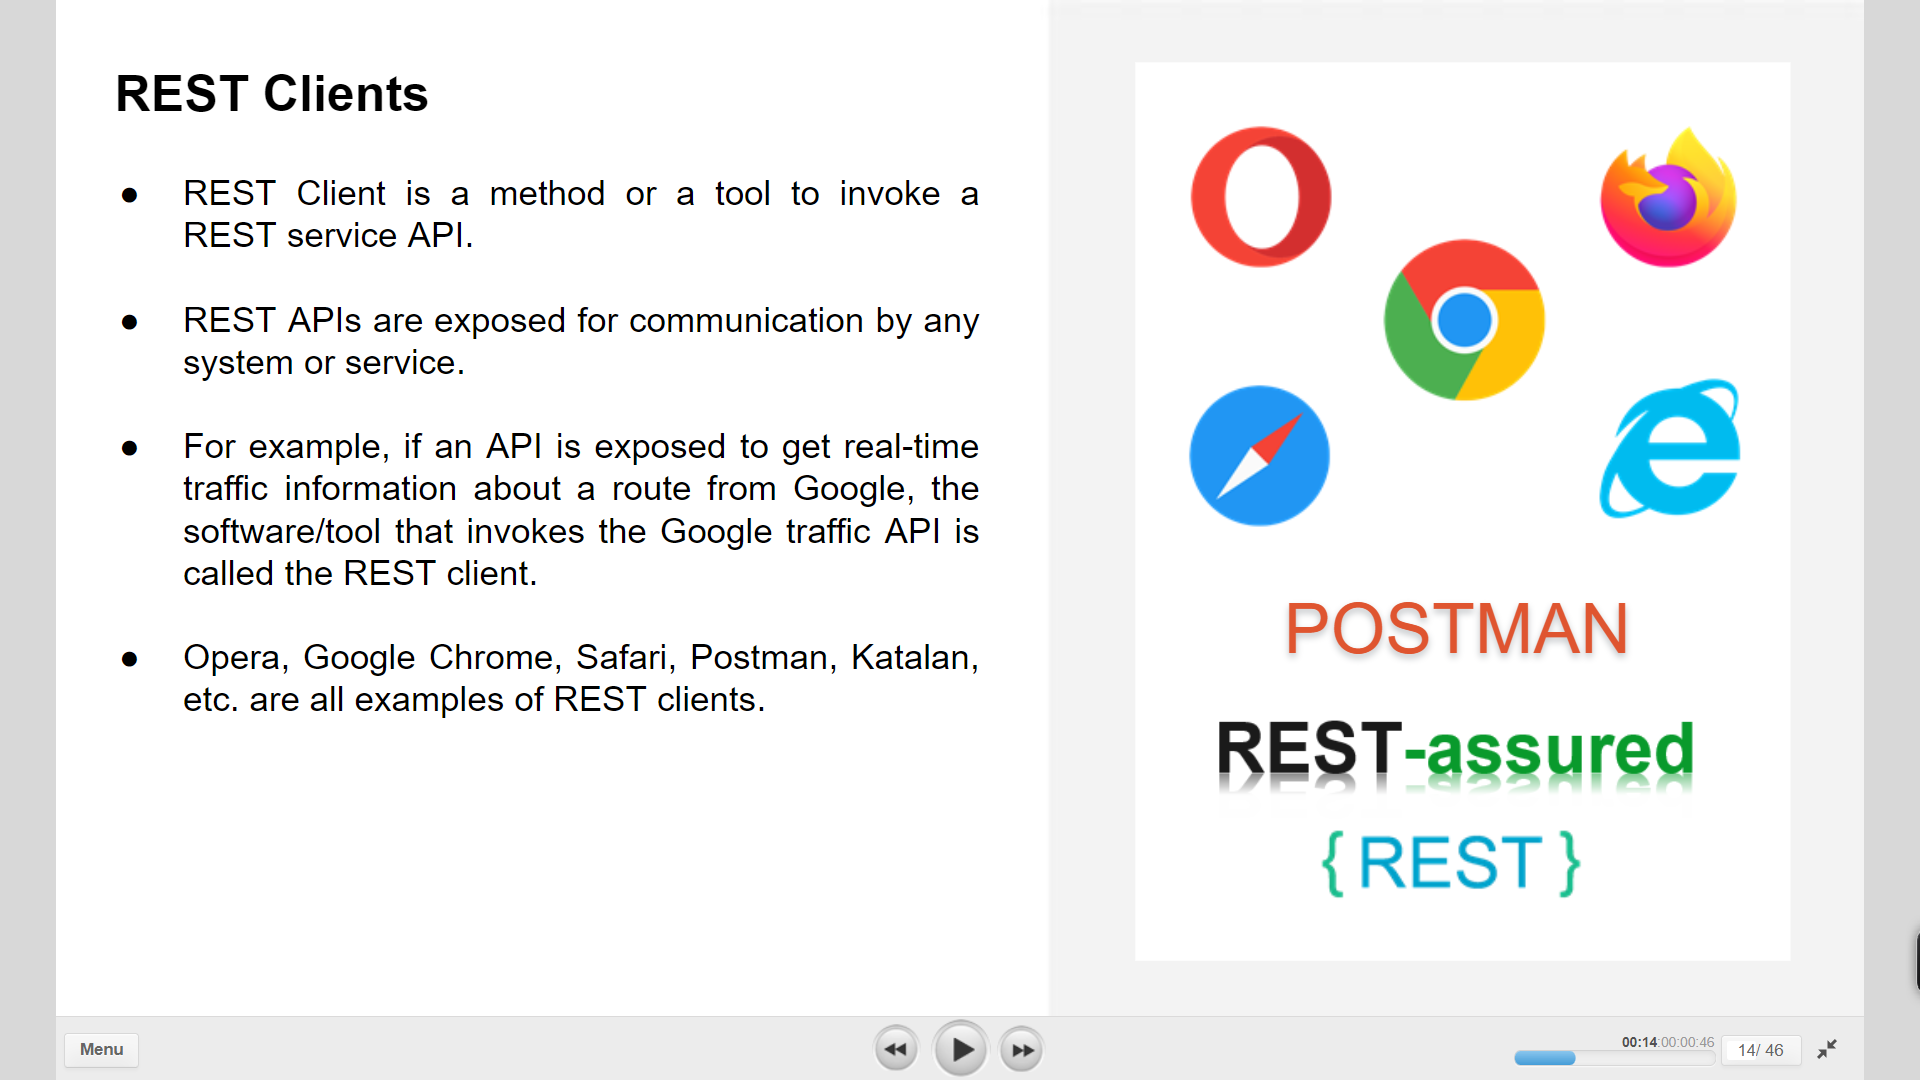 REST Clients
● REST Client is a method or a tool to invoke a
REST service API.
● REST APIs are exposed for communication by any
system or service.
● For example, if an API is exposed to get real-time
traffic information about a route from Google, the
software/tool that invokes the Google traffic API is
called the REST client.
● Opera, Google Chrome, Safari, Postman, Katalan,
etc. are all examples of REST clients.
POSTMAN
REST-assured
{ REST }
Menu
00:14:00:00:46
14/ 46